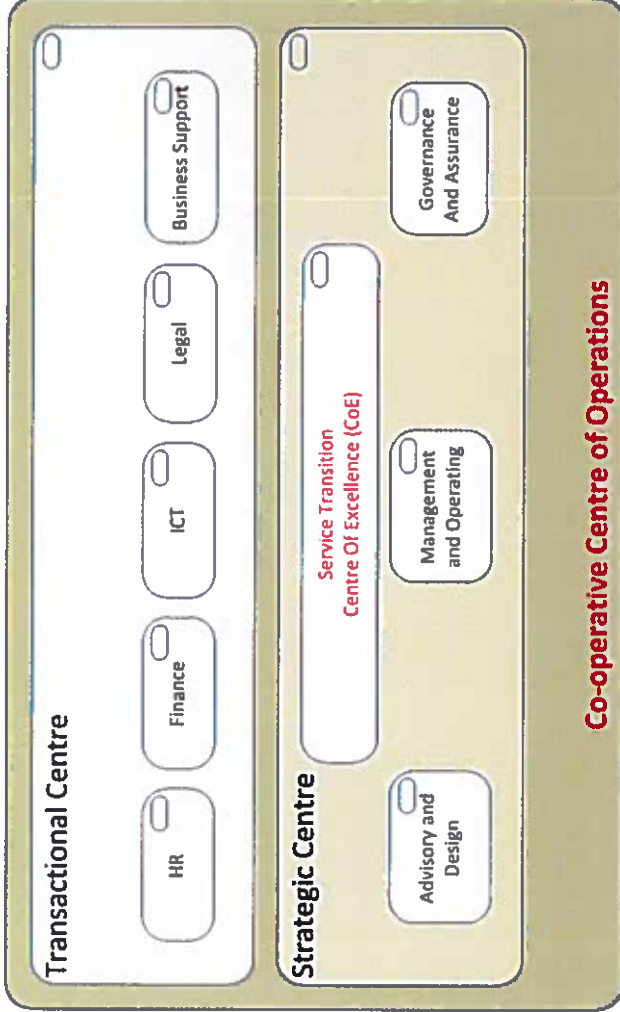 Transactional Centre
HR
Finance
ICT
Legal
Business Support
Strategic Centre
Service Transition
Centre Of Excellence (CoE)
Advisory and
Design
Management
and Operating
Governance
And Assurance
Co-operative Centre of Operations